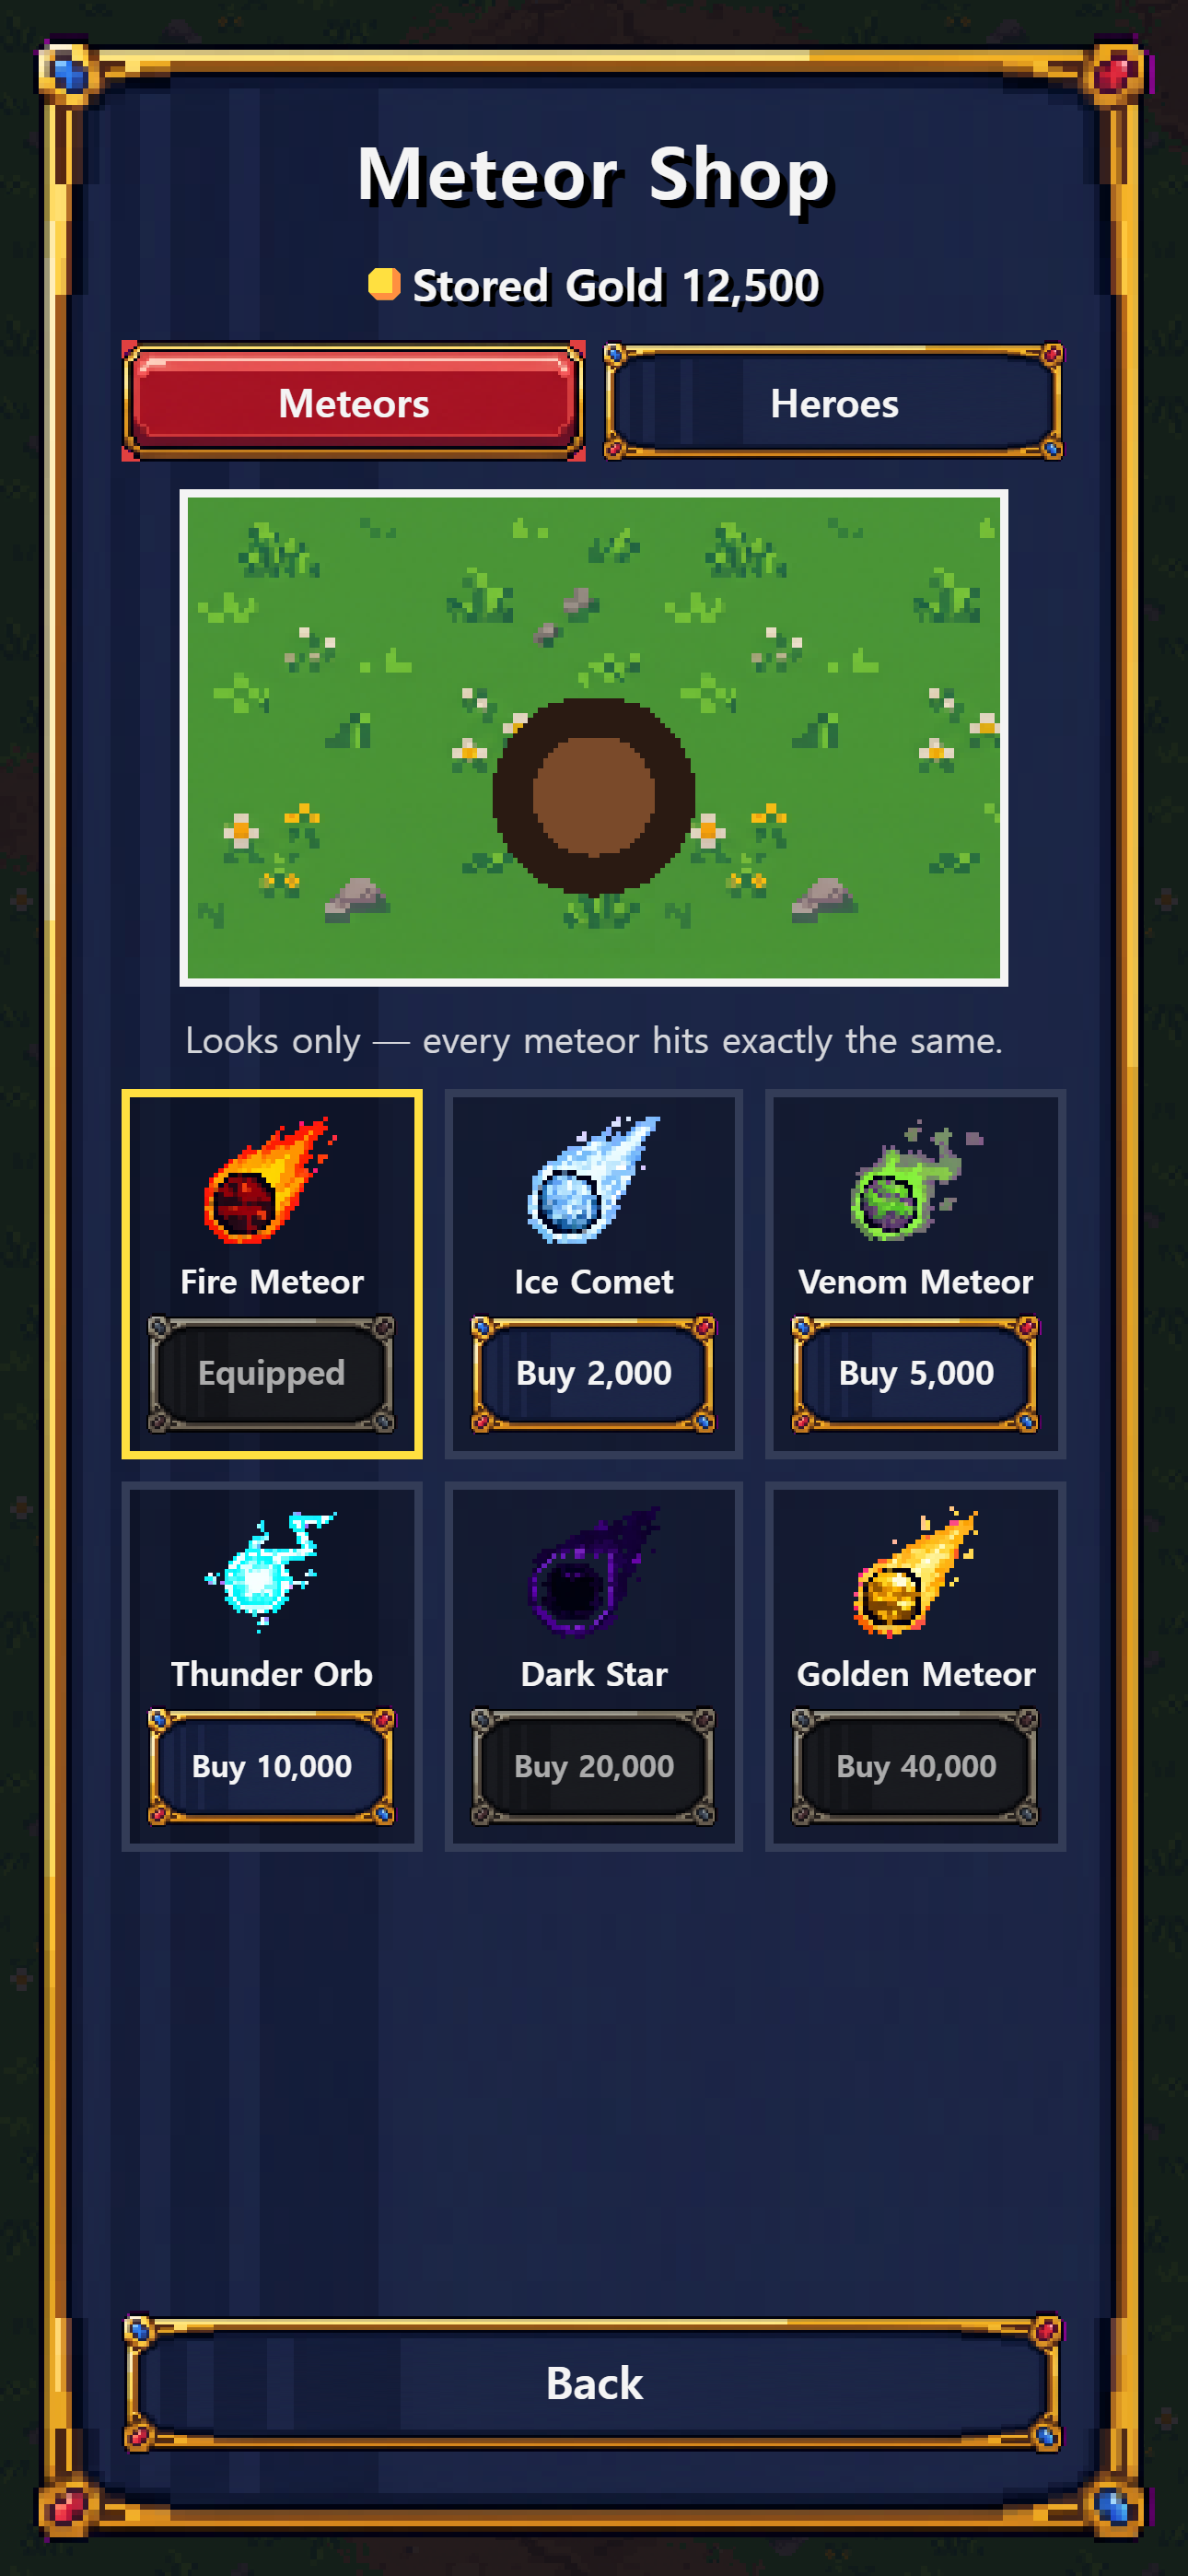 Meteor Shop
Stored Gold 12,500
Meteors
Heroes
Looks only — every meteor hits exactly the same.
Fire Meteor
Ice Comet
Venom Meteor
Equipped
Buy 2,000
Buy 5,000
Thunder Orb
Dark Star
Golden Meteor
Buy 10,000
Buy 20,000
Buy 40,000
Back